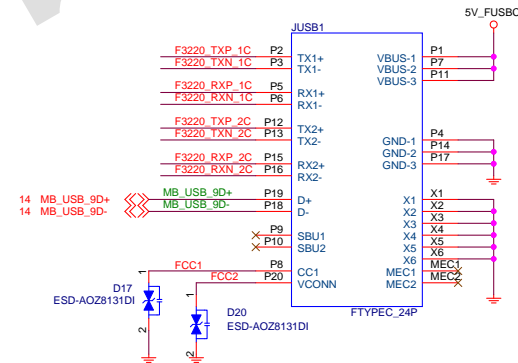 5V_FUSBC
JUSB1
F3220_TXP_1C P2 TX1+ VBUS-1 P1
F3220_TXN_1C P3 TX1- VBUS-2 P7
VBUS-3 P11
F3220_RXP_1C P5 RX1+
F3220_RXN_1C P6 RX1-
F3220_TXP_2C P12 TX2+
F3220_TXN_2C P13 TX2- GND-1 P4
GND-2 P14
F3220_RXP_2C P15 RX2+ GND-3 P17
F3220_RXN_2C P16 RX2-
14 MB_USB_9D+ MB_USB_9D+ P19 D+ X1 X1
14 MB_USB_9D- MB_USB_9D- P18 D- X2 X2
X3 X3
P9 SBU1 X4 X4
P10 SBU2 X5 X5
X6 X6
FCC1 P8 CC1 MEC1 MEC1
FCC2 P20 VCONN MEC2 MEC2
FTYPEC_24P
1
D17
ESD-AOZ8131DI
2
1
D20
ESD-AOZ8131DI
2